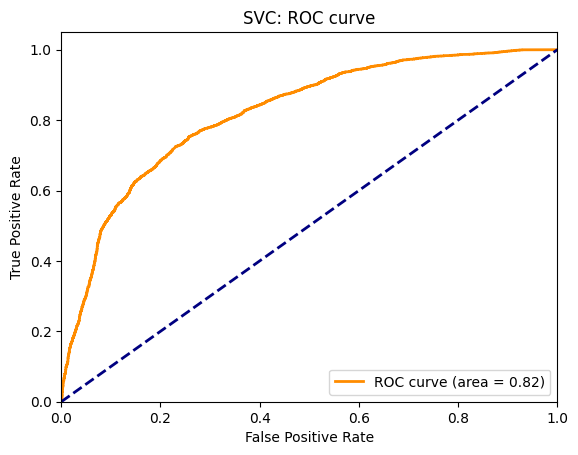 SVC: ROC curve
True Positive Rate
1.0
0.8
0.6
0.4
0.2
0.0
0.0 0.2 0.4 0.6 0.8 1.0
False Positive Rate
ROC curve (area = 0.82)